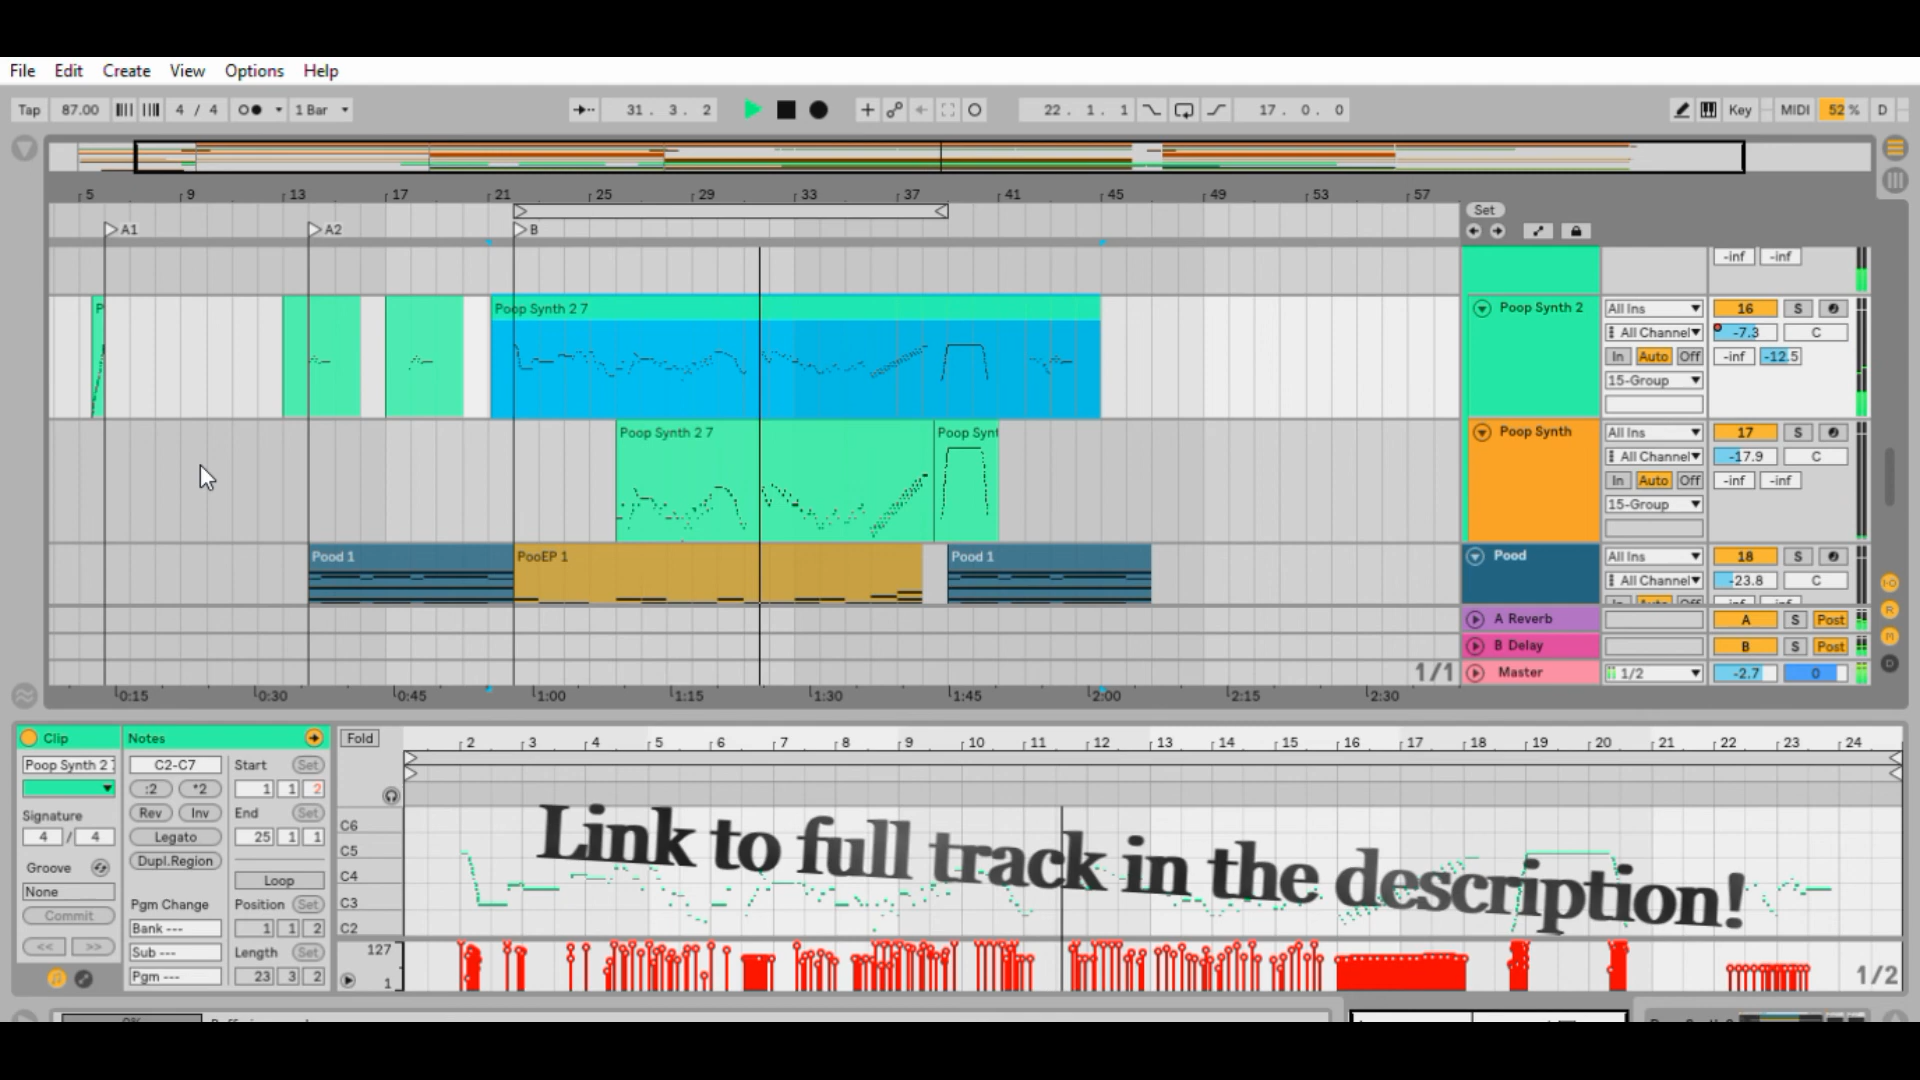 File Edit Create View Options Help
Tap 87.00 4 / 4 1 Bar 31 . 3 . 2 22 . 1 . 1 17 . 0 . 0 Key MIDI 52 % D
5 9 13 17 21 25 29 33 37 41 45 49 53 57
Set
A1 A2 B
-inf -inf
P Poop Synth 2 7 Poop Synth 2 All Ins 16 S
All Channel -7.3 C
In Auto Off -inf -12.5
15-Group
Poop Synth 2 7 Poop Synt Poop Synth All Ins 17 S
All Channel -17.9 C
In Auto Off -inf -inf
15-Group
Pood 1 PooEP 1 Pood 1 Pood All Ins 18 S
All Channel -23.8 C
A Reverb A S Post
B Delay B S Post
1/1 Master 1/2 -2.7 0
0:15 0:30 0:45 1:00 1:15 1:30 1:45 2:00 2:15 2:30
Clip Notes Fold
2 3 4 5 6 7 8 9 10 11 12 13 14 15 16 17 18 19 20 21 22 23 24
Poop Synth 2 C2-C7 Start Set
:2 *2 1 1 2
Signature Rev Inv End Set
4 / 4 Legato 25 1 1
Groove Dupl.Region
None Loop
Commit Pgm Change Position Set
Bank --- 1 1 2
<< >> Sub --- Length Set
Pgm --- 23 3 2
C6
C5
C4
C3
C2
127
1
Link to full track in the description!
1/2